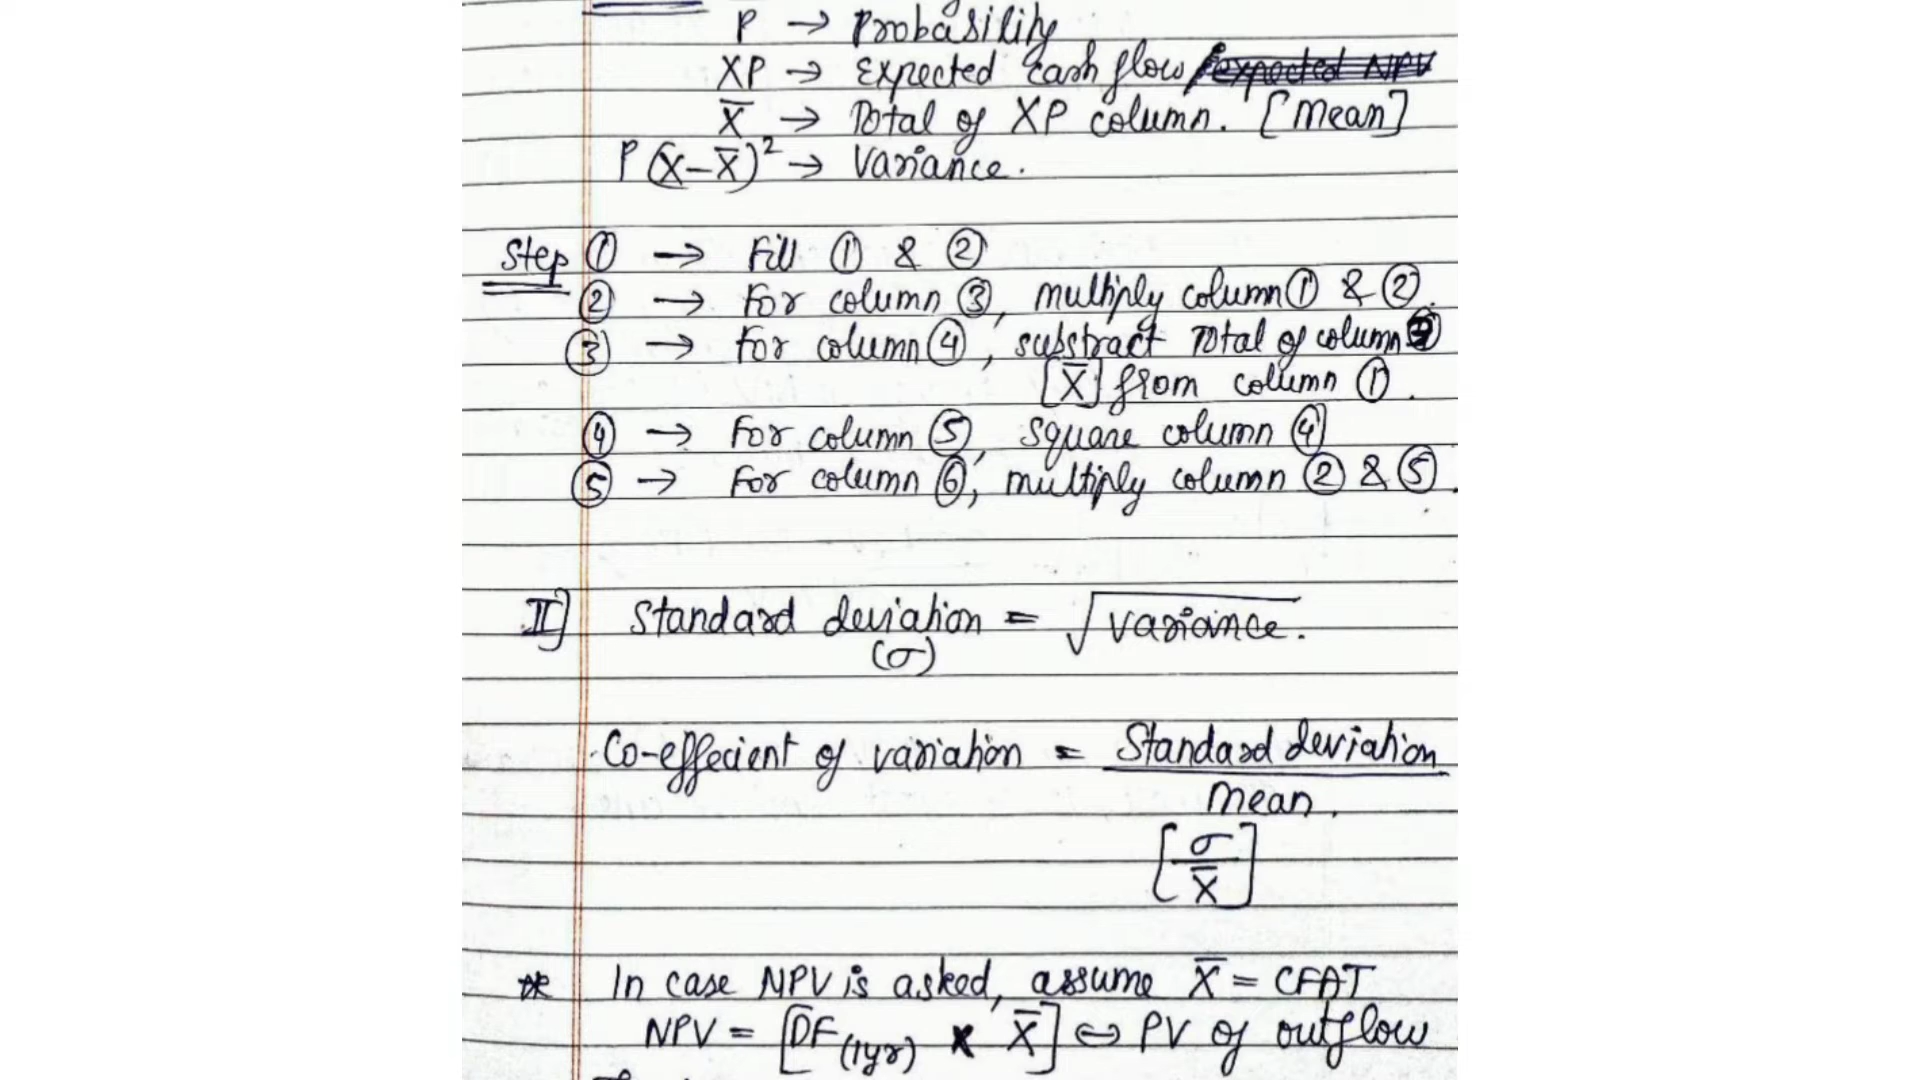 P → Probability
XP → Expected cash flow / expected NPV
X̄ → Total of XP column. [Mean]
P(X–X̄)² → Variance.
Step ① → Fill ① & ②
② → For column ③, multiply column ① & ②.
③ → For column ④, substract Total of column
[X̄] from column ①.
④ → For column ⑤, square column ④
⑤ → For column ⑥, multiply column ② & ⑤.
II] Standard deviation = √variance.
(σ)
Co-effecient of variation = Standard deviation
Mean.
[σ/X̄]
* In case NPV is asked, assume X̄ = CFAT
NPV = [DF(1yr) × X̄] (–) PV of outflow